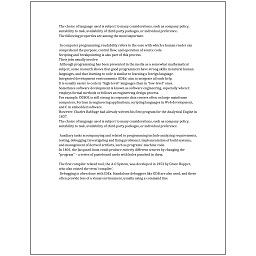 The choice of language used is subject to many considerations, such as company policy,
suitability to task, availability of third-party packages, or individual preference.
The following properties are among the most important:
In computer programming, readability refers to the ease with which a human reader can
comprehend the purpose, control flow, and operation of source code.
Scripting and breakpointing is also part of this process.
Their jobs usually involve:
Although programming has been presented in the media as a somewhat mathematical
subject, some research shows that good programmers have strong skills in natural human
languages, and that learning to code is similar to learning a foreign language.
Integrated development environments (IDEs) aim to integrate all such help.
It is usually easier to code in "high-level" languages than in "low-level" ones.
Sometimes software development is known as software engineering, especially when it
employs formal methods or follows an engineering design process.
For example, COBOL is still strong in corporate data centers often on large mainframe
computers, Fortran in engineering applications, scripting languages in Web development,
and C in embedded software.
However, Charles Babbage had already written his first program for the Analytical Engine in
1837.
The choice of language used is subject to many considerations, such as company policy,
suitability to task, availability of third-party packages, or individual preference.
Auxiliary tasks accompanying and related to programming include analyzing requirements,
testing, debugging (investigating and fixing problems), implementation of build systems,
and management of derived artifacts, such as programs' machine code.
In 1801, the Jacquard loom could produce entirely different weaves by changing the
"program" – a series of pasteboard cards with holes punched in them.
The first compiler related tool, the A-0 System, was developed in 1952 by Grace Hopper,
who also coined the term 'compiler'.
Debugging is often done with IDEs. Standalone debuggers like GDB are also used, and these
often provide less of a visual environment, usually using a command line.